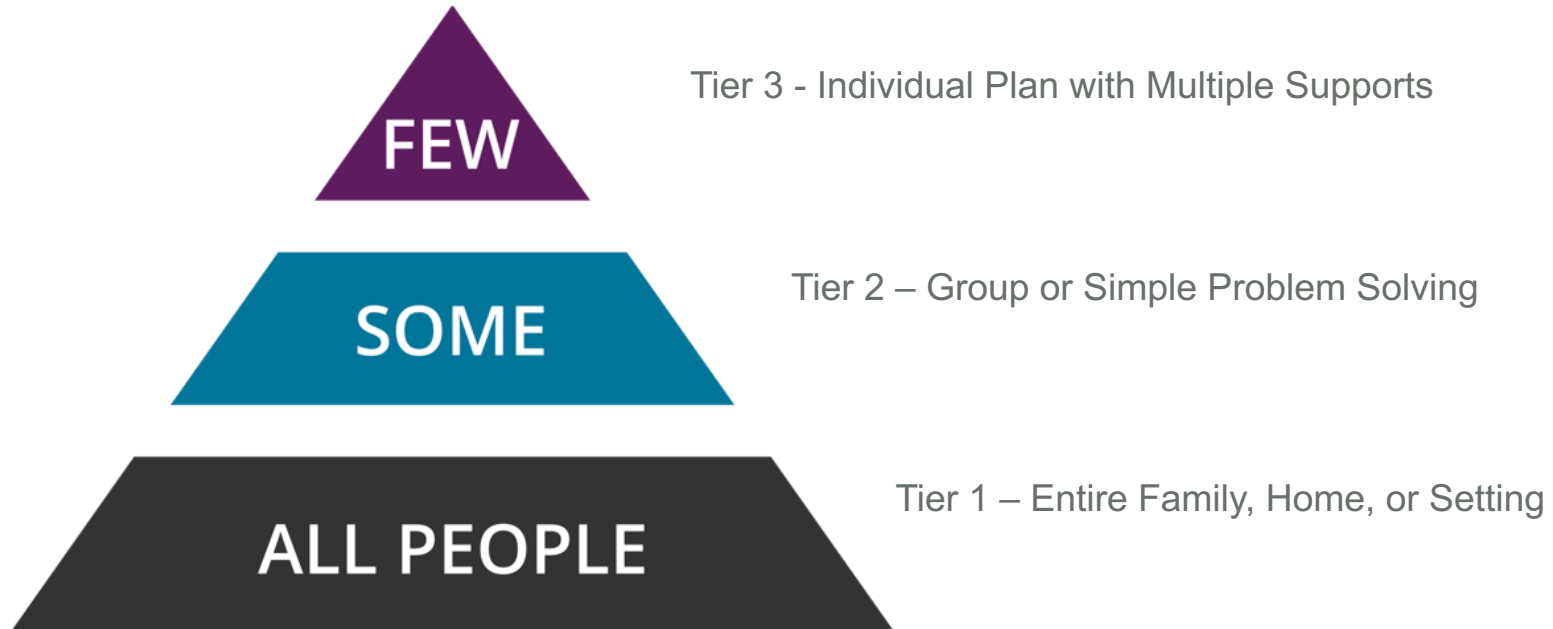 Tier 3 - Individual Plan with Multiple Supports
FEW
Tier 2 – Group or Simple Problem Solving
SOME
Tier 1 – Entire Family, Home, or Setting
ALL PEOPLE